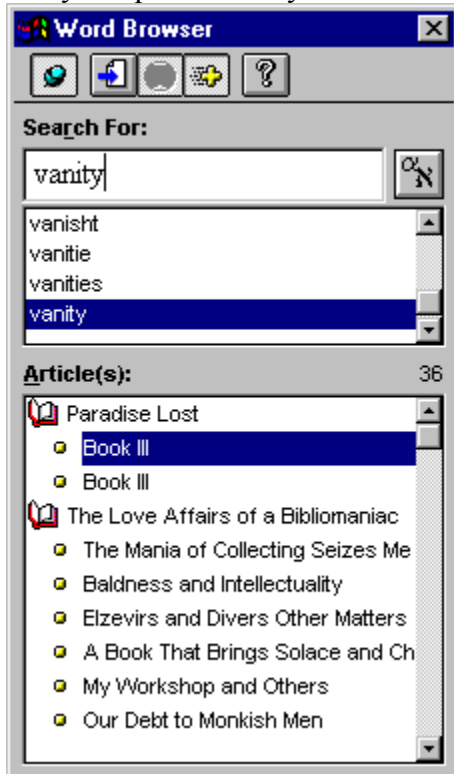 Word Browser
?
Search For:
vanity
α א
vanisht
vanitie
vanities
vanity
Article(s): 36
Paradise Lost
Book III
Book III
The Love Affairs of a Bibliomaniac
The Mania of Collecting Seizes Me
Baldness and Intellectuality
Elzevirs and Divers Other Matters
A Book That Brings Solace and Ch
My Workshop and Others
Our Debt to Monkish Men